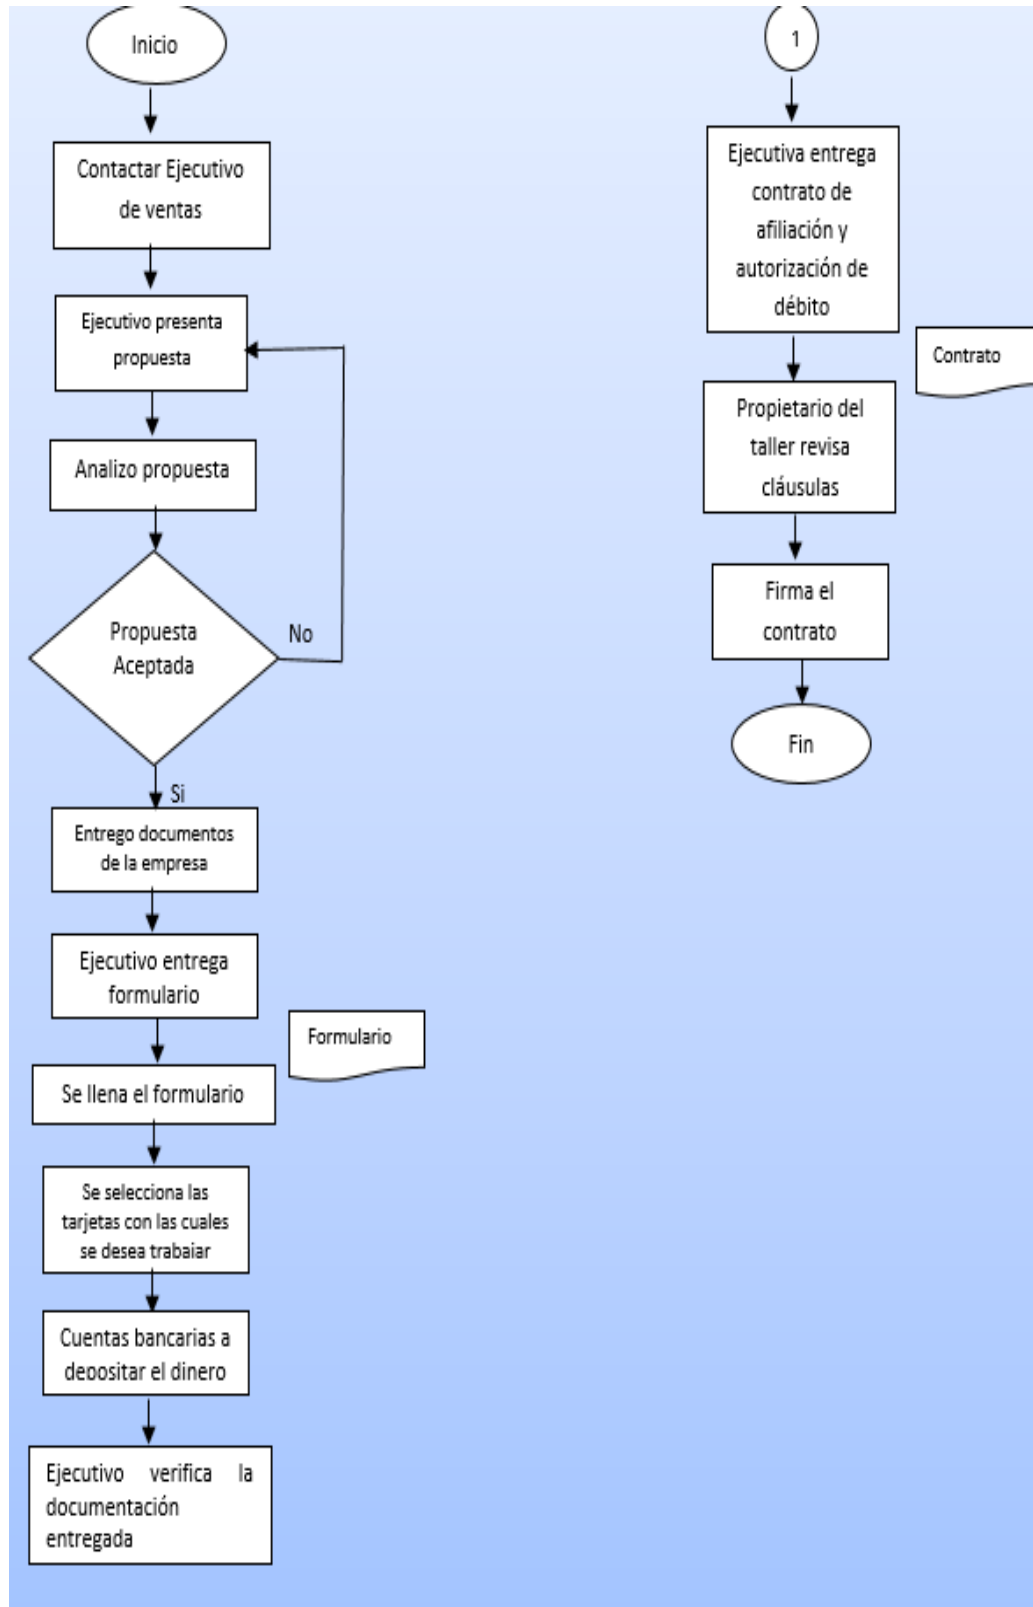 Inicio
Contactar Ejecutivo
de ventas
Ejecutivo presenta
propuesta
Analizo propuesta
Propuesta
Aceptada
No
Si
Entrego documentos
de la empresa
Ejecutivo entrega
formulario
Formulario
Se llena el formulario
Se selecciona las
tarjetas con las cuales
se desea trabajar
Cuentas bancarias a
depositar el dinero
Ejecutivo verifica la
documentación
entregada
1
Ejecutiva entrega
contrato de
afiliación y
autorización de
débito
Contrato
Propietario del
taller revisa
cláusulas
Firma el
contrato
Fin